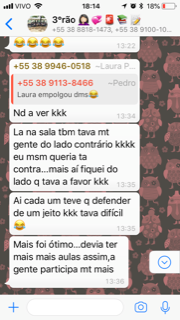 VIVO 18:14
3ºrão
+55 38 8818-1473, +55 38 9100-10...
😂😂😂😂
13:22
+55 38 9946-0518 ~Laura P...
+55 38 9113-8466 ~Pedro
Laura empolgou dms😂
Nd a ver kkk
13:34
La na sala tbm tava mt
gente do lado contrário kkkk
eu msm queria ta
contra...mais aí fiquei do
lado q tava a favor kkk
13:35
Ai cada um teve q defender
de um jeito kkk tava difícil
😂
13:35
Mais foi ótimo...devia ter
mais mais aulas assim,a
gente participa mt mais
13:36